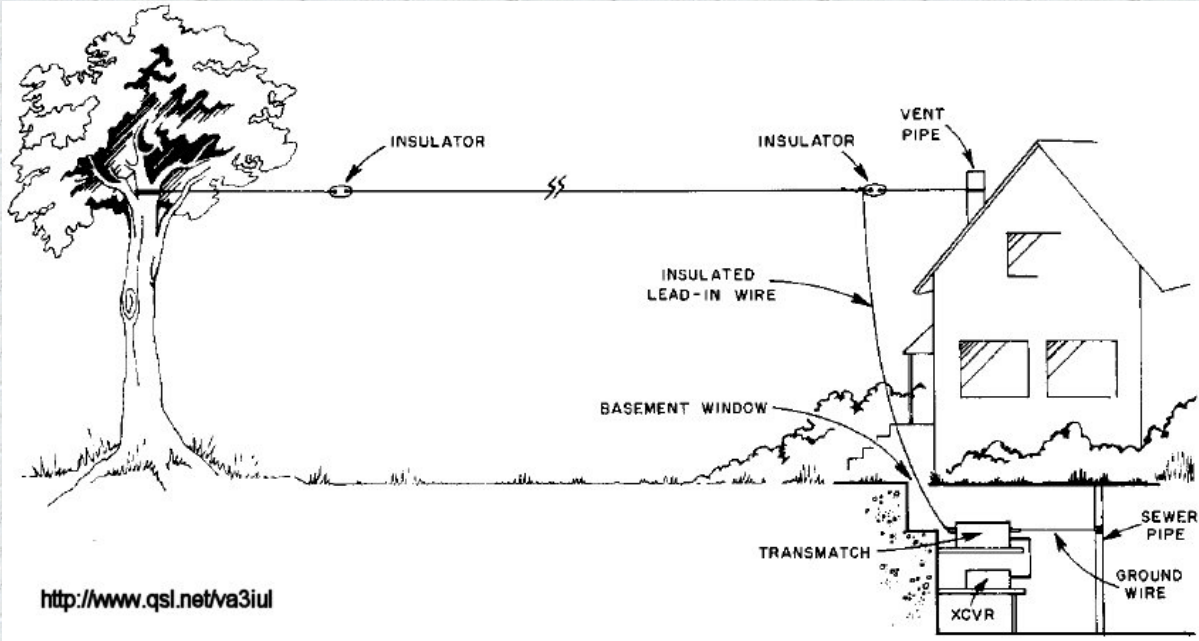 VENT
PIPE
INSULATOR
INSULATOR
INSULATED
LEAD-IN WIRE
BASEMENT WINDOW
TRANSMATCH
SEWER
PIPE
GROUND
WIRE
XCVR
http://www.qsl.net/va3iul